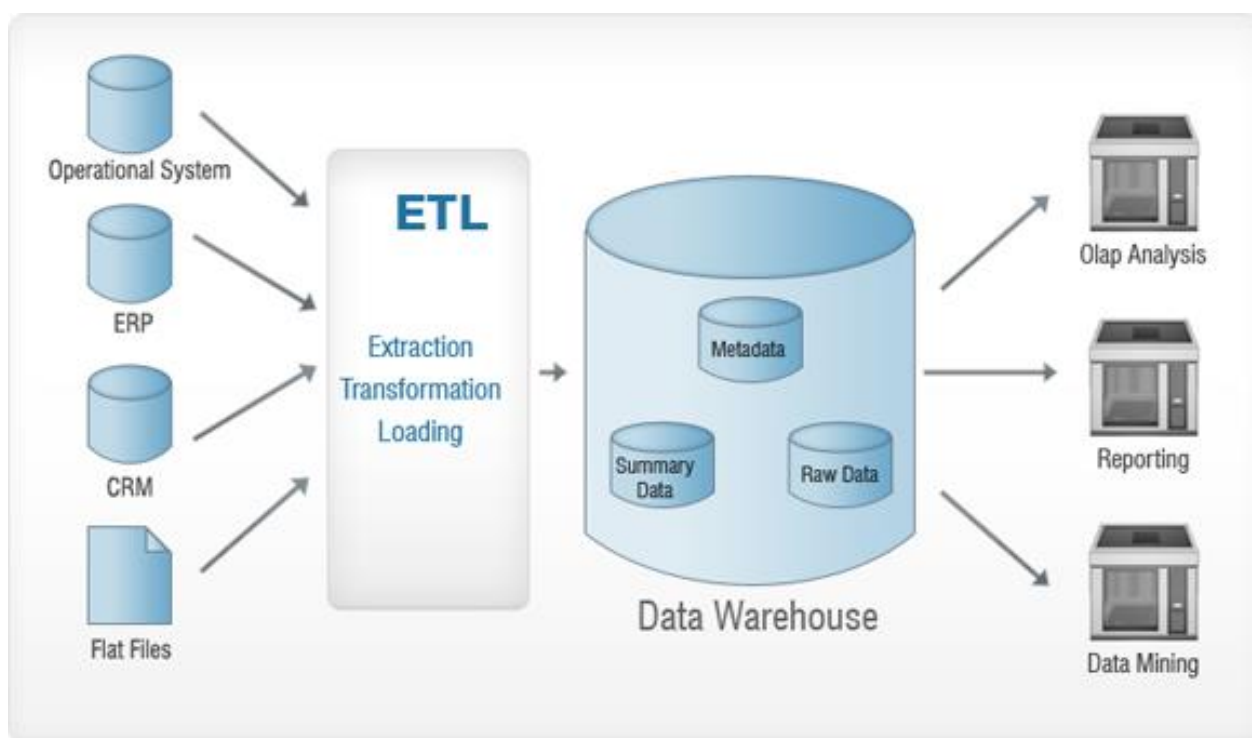 Operational System
ERP
CRM
Flat Files
ETL
Extraction
Transformation
Loading
Metadata
Summary
Data
Raw Data
Data Warehouse
Olap Analysis
Reporting
Data Mining